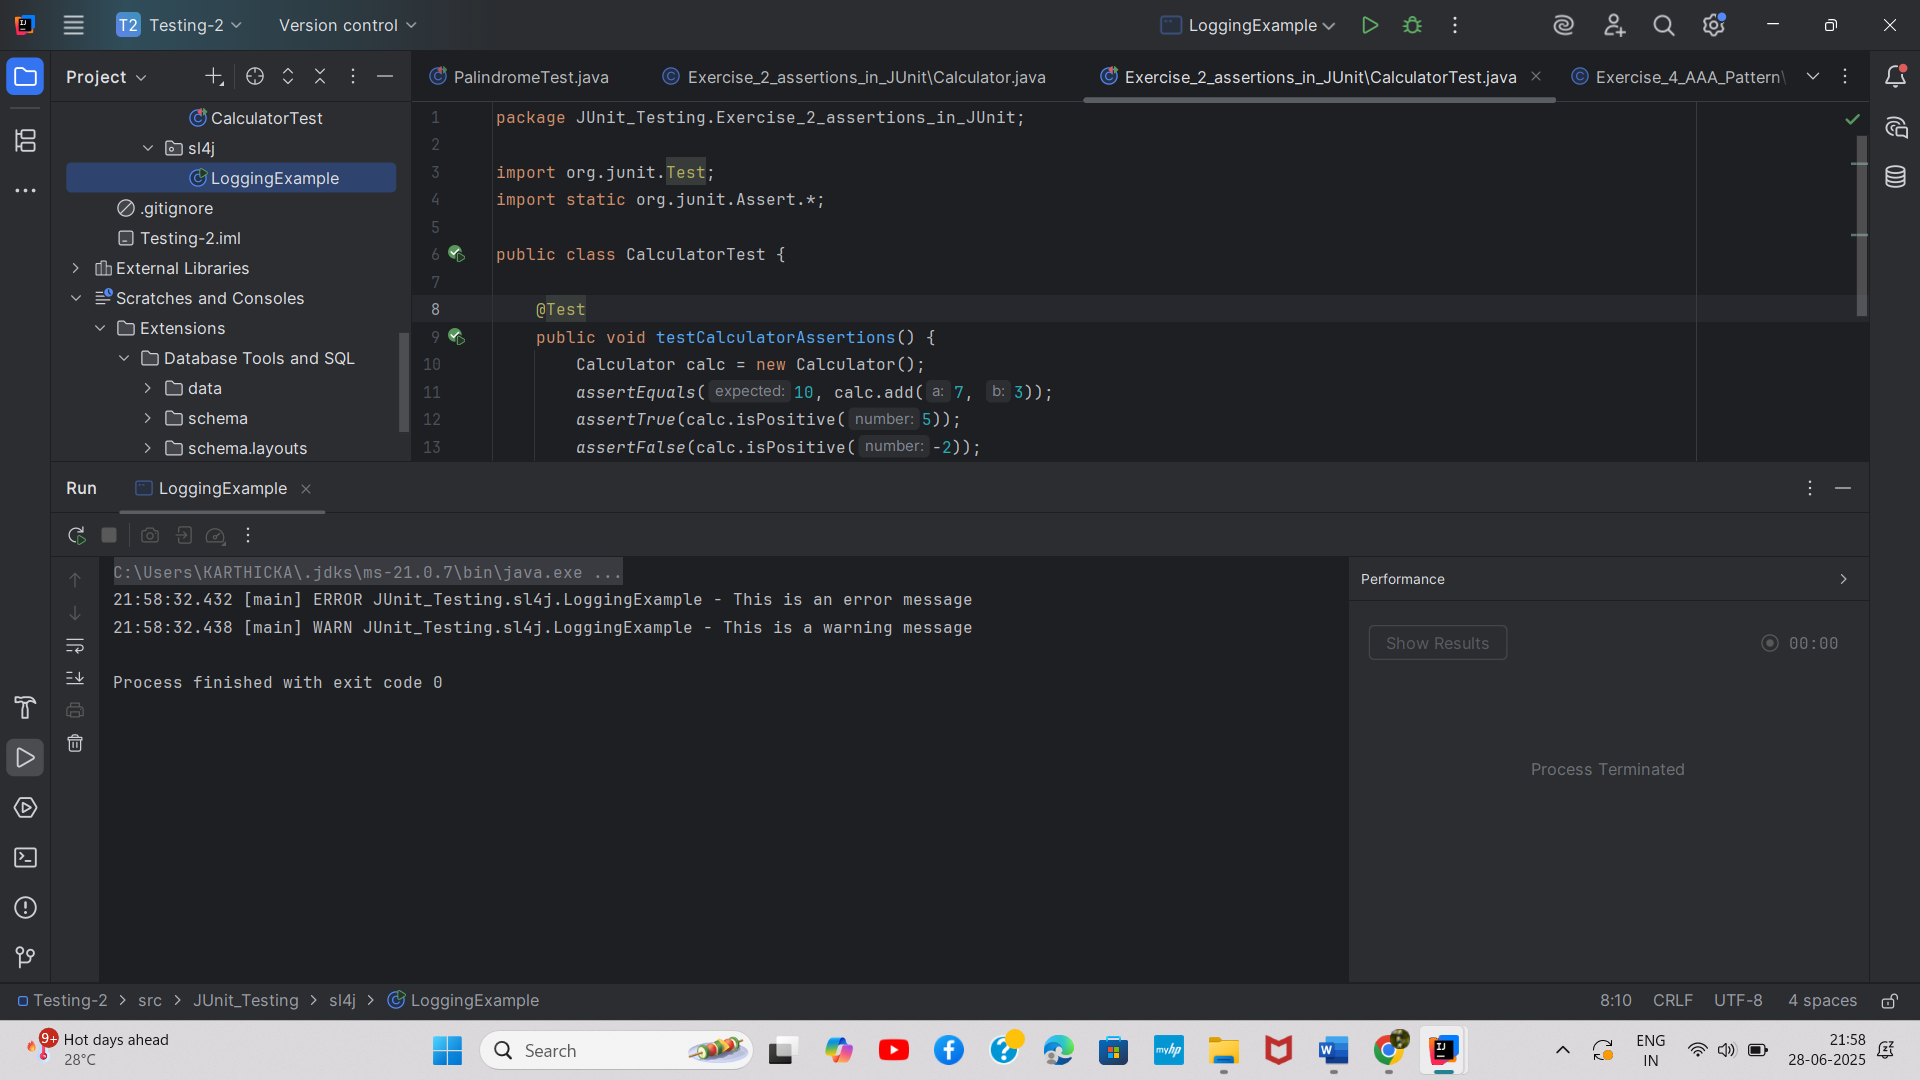 T2 Testing-2 Version control LoggingExample
Project
CalculatorTest
sl4j
LoggingExample
.gitignore
Testing-2.iml
External Libraries
Scratches and Consoles
Extensions
Database Tools and SQL
data
schema
schema.layouts
PalindromeTest.java Exercise_2_assertions_in_JUnit\Calculator.java Exercise_2_assertions_in_JUnit\CalculatorTest.java Exercise_4_AAA_Pattern\
1 package JUnit_Testing.Exercise_2_assertions_in_JUnit;
2
3 import org.junit.Test;
4 import static org.junit.Assert.*;
5
6 public class CalculatorTest {
7
8 @Test
9 public void testCalculatorAssertions() {
10 Calculator calc = new Calculator();
11 assertEquals( expected: 10, calc.add( a: 7, b: 3));
12 assertTrue(calc.isPositive( number: 5));
13 assertFalse(calc.isPositive( number: -2));
Run LoggingExample
C:\Users\KARTHICKA\.jdks\ms-21.0.7\bin\java.exe ...
21:58:32.432 [main] ERROR JUnit_Testing.sl4j.LoggingExample - This is an error message
21:58:32.438 [main] WARN JUnit_Testing.sl4j.LoggingExample - This is a warning message
Process finished with exit code 0
Performance
Show Results 00:00
Process Terminated
Testing-2 > src > JUnit_Testing > sl4j > LoggingExample
8:10 CRLF UTF-8 4 spaces
9+ Hot days ahead
28°C
Search
myhp
ENG
IN
21:58
28-06-2025